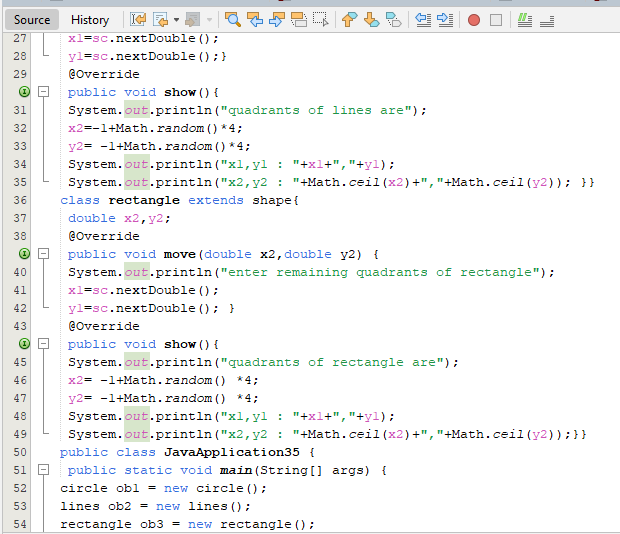 Source History
27 x1=sc.nextDouble();
28 y1=sc.nextDouble();}
29 @Override
public void show(){
31 System.out.println("quadrants of lines are");
32 x2=-1+Math.random()*4;
33 y2= -1+Math.random()*4;
34 System.out.println("x1,y1 : "+x1+","+y1);
35 System.out.println("x2,y2 : "+Math.ceil(x2)+","+Math.ceil(y2)); }}
36 class rectangle extends shape{
37 double x2,y2;
38 @Override
public void move(double x2,double y2) {
40 System.out.println("enter remaining quadrants of rectangle");
41 x1=sc.nextDouble();
42 y1=sc.nextDouble(); }
43 @Override
public void show(){
45 System.out.println("quadrants of rectangle are");
46 x2= -1+Math.random() *4;
47 y2= -1+Math.random() *4;
48 System.out.println("x1,y1 : "+x1+","+y1);
49 System.out.println("x2,y2 : "+Math.ceil(x2)+","+Math.ceil(y2));}}
50 public class JavaApplication35 {
51 public static void main(String[] args) {
52 circle ob1 = new circle();
53 lines ob2 = new lines();
54 rectangle ob3 = new rectangle();